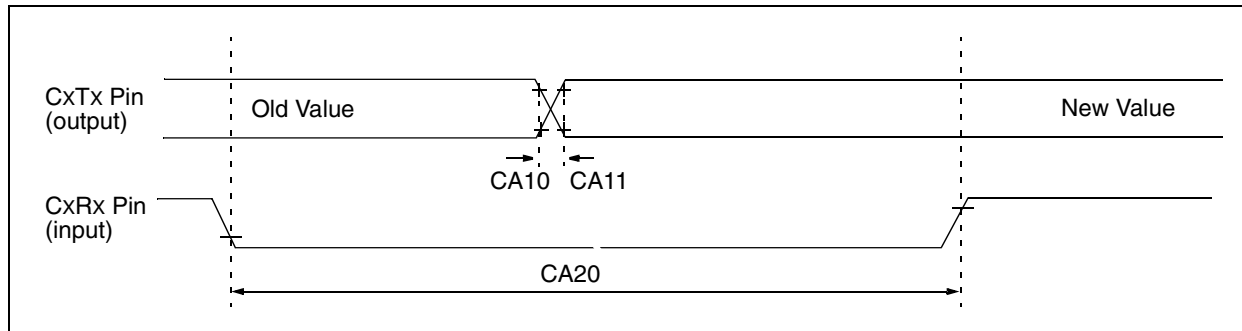 CxTx Pin
(output)
Old Value
New Value
CA10 CA11
CxRx Pin
(input)
CA20